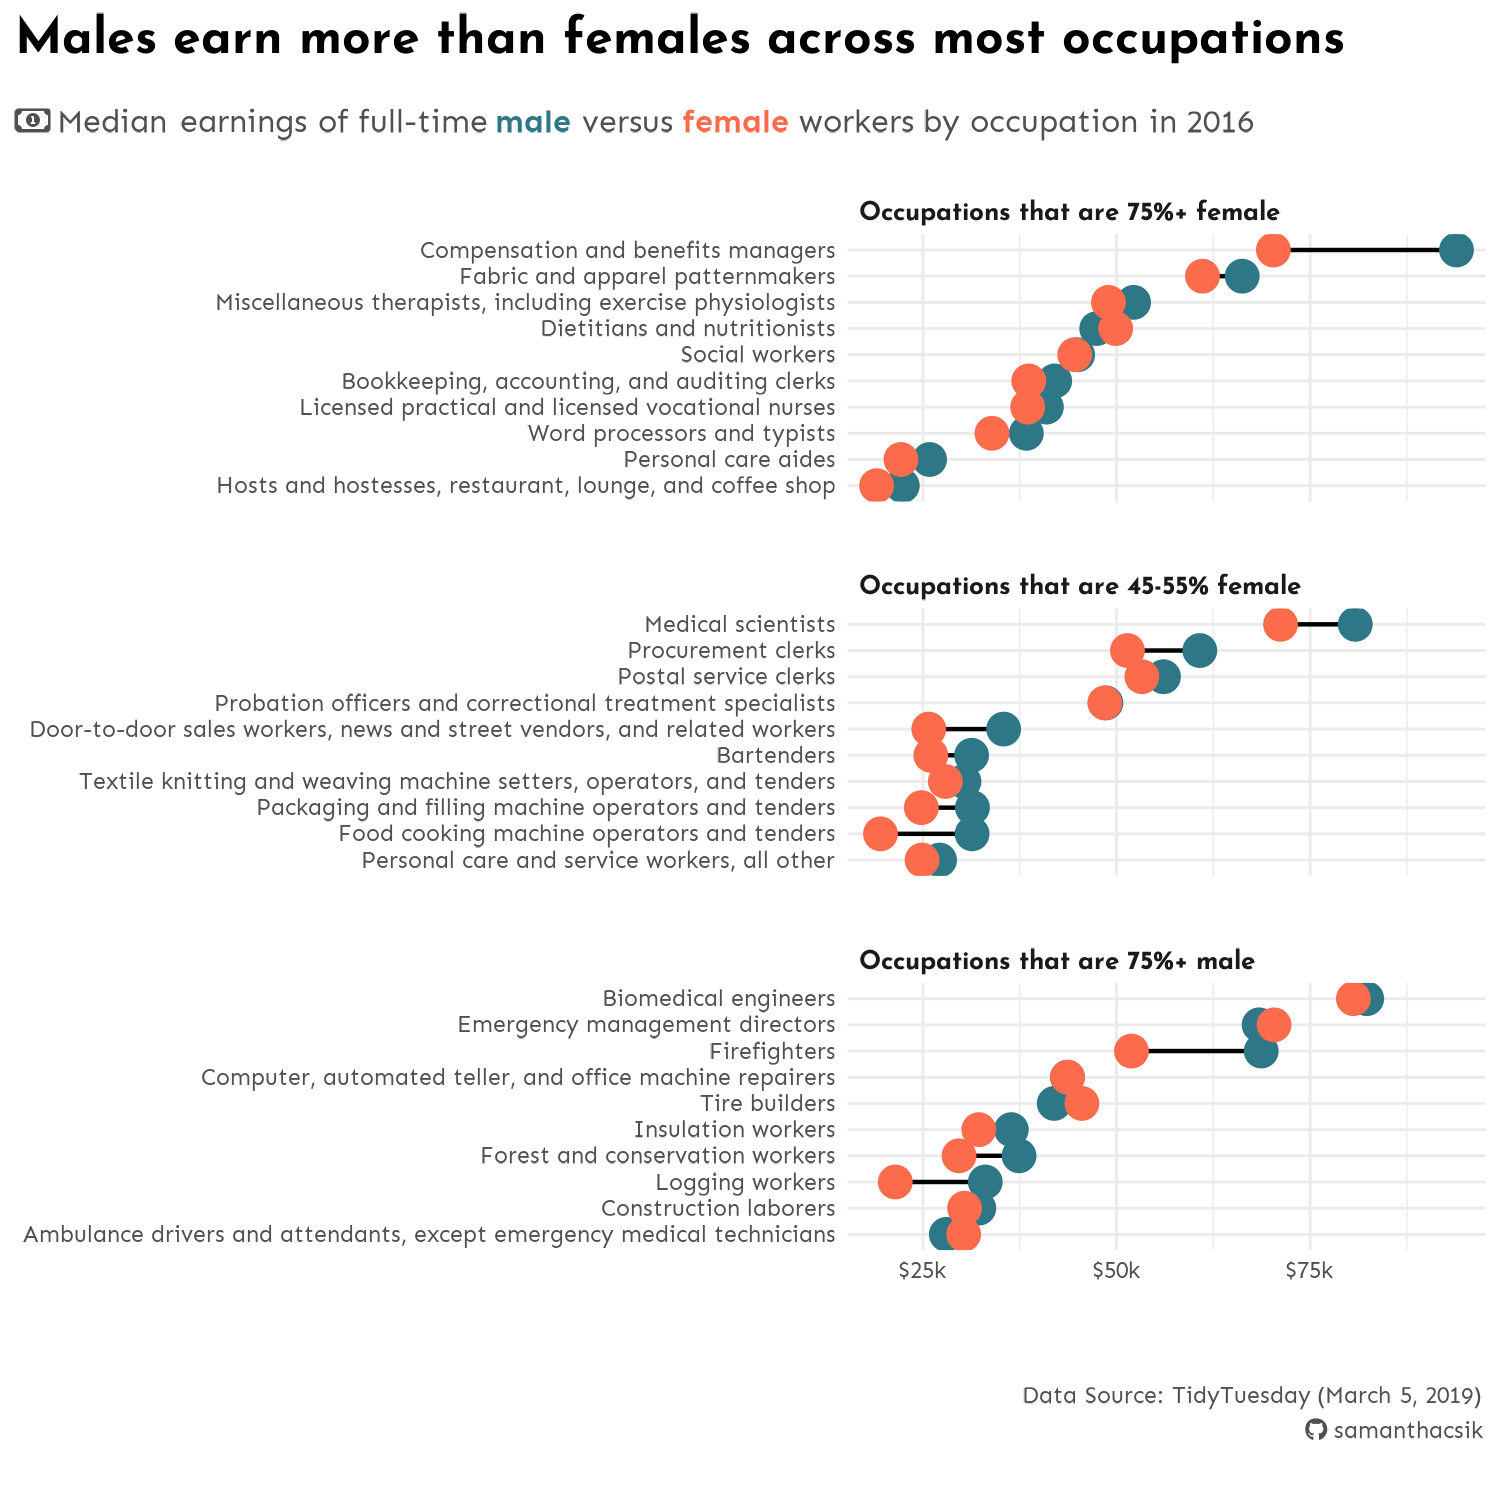 Males earn more than females across most occupations
Median earnings of full-time male versus female workers by occupation in 2016
Occupations that are 75%+ female
Compensation and benefits managers
Fabric and apparel patternmakers
Miscellaneous therapists, including exercise physiologists
Dietitians and nutritionists
Social workers
Bookkeeping, accounting, and auditing clerks
Licensed practical and licensed vocational nurses
Word processors and typists
Personal care aides
Hosts and hostesses, restaurant, lounge, and coffee shop
Occupations that are 45-55% female
Medical scientists
Procurement clerks
Postal service clerks
Probation officers and correctional treatment specialists
Door-to-door sales workers, news and street vendors, and related workers
Bartenders
Textile knitting and weaving machine setters, operators, and tenders
Packaging and filling machine operators and tenders
Food cooking machine operators and tenders
Personal care and service workers, all other
Occupations that are 75%+ male
Biomedical engineers
Emergency management directors
Firefighters
Computer, automated teller, and office machine repairers
Tire builders
Insulation workers
Forest and conservation workers
Logging workers
Construction laborers
Ambulance drivers and attendants, except emergency medical technicians
$25k $50k $75k
Data Source: TidyTuesday (March 5, 2019)
samanthacsik